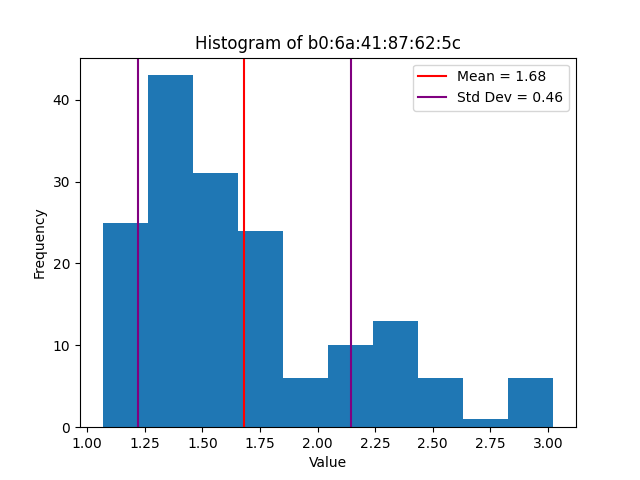 Histogram of b0:6a:41:87:62:5c
Mean = 1.68
Std Dev = 0.46
Frequency
40
30
20
10
0
1.00 1.25 1.50 1.75 2.00 2.25 2.50 2.75 3.00
Value